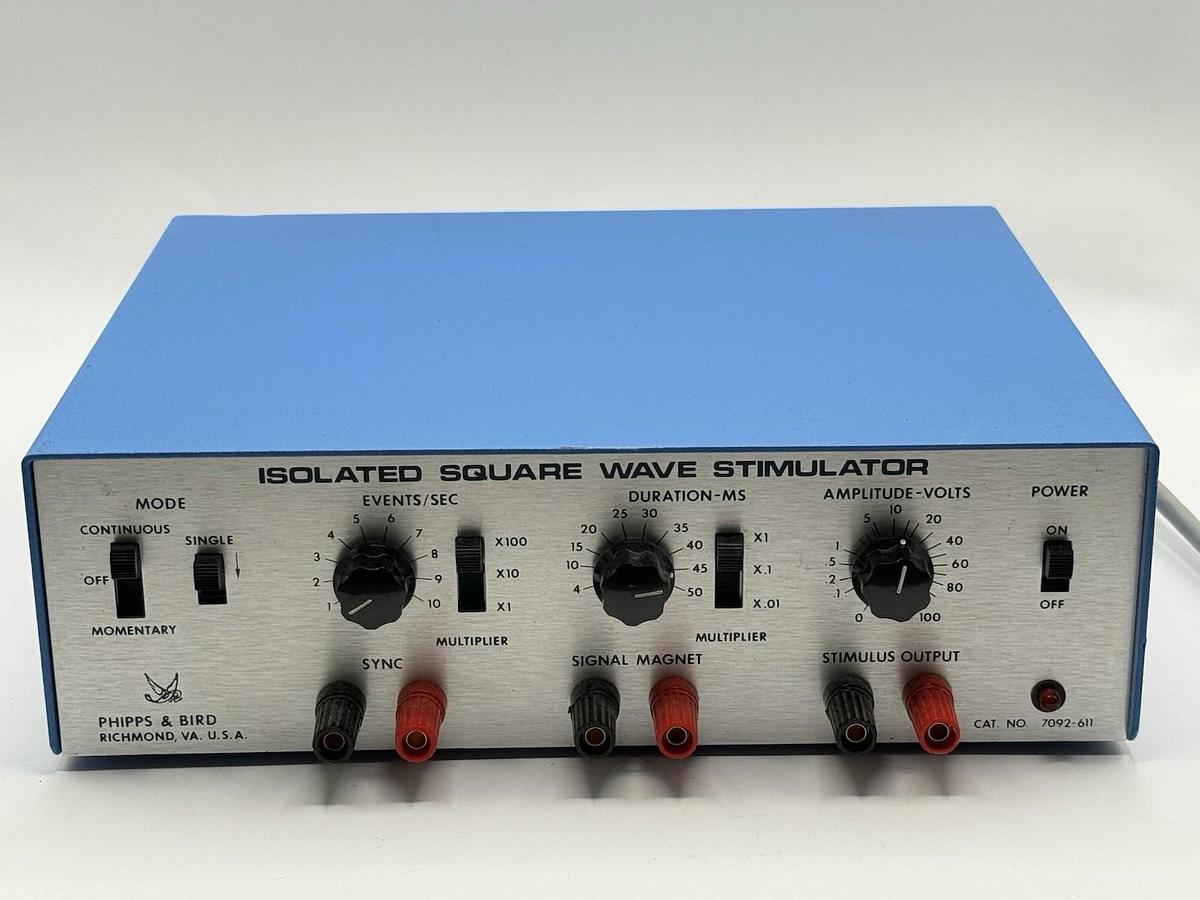 ISOLATED SQUARE WAVE STIMULATOR
MODE
CONTINUOUS
OFF
MOMENTARY
SINGLE
EVENTS/SEC
1 2 3 4 5 6 7 8 9 10
X100
X10
X1
MULTIPLIER
DURATION-MS
4 10 15 20 25 30 35 40 45 50
X1
X.1
X.01
MULTIPLIER
AMPLITUDE-VOLTS
0 .1 .2 .5 1 5 10 20 40 60 80 100
POWER
ON
OFF
SYNC
SIGNAL MAGNET
STIMULUS OUTPUT
PHIPPS & BIRD
RICHMOND, VA. U.S.A.
CAT. NO. 7092-611